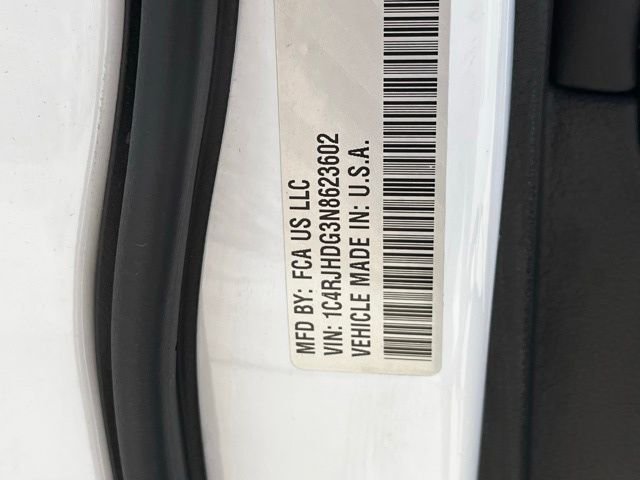 MFD BY: FCA US LLC
VIN: 1C4RJHDG3N8623602
VEHICLE MADE IN: U.S.A.